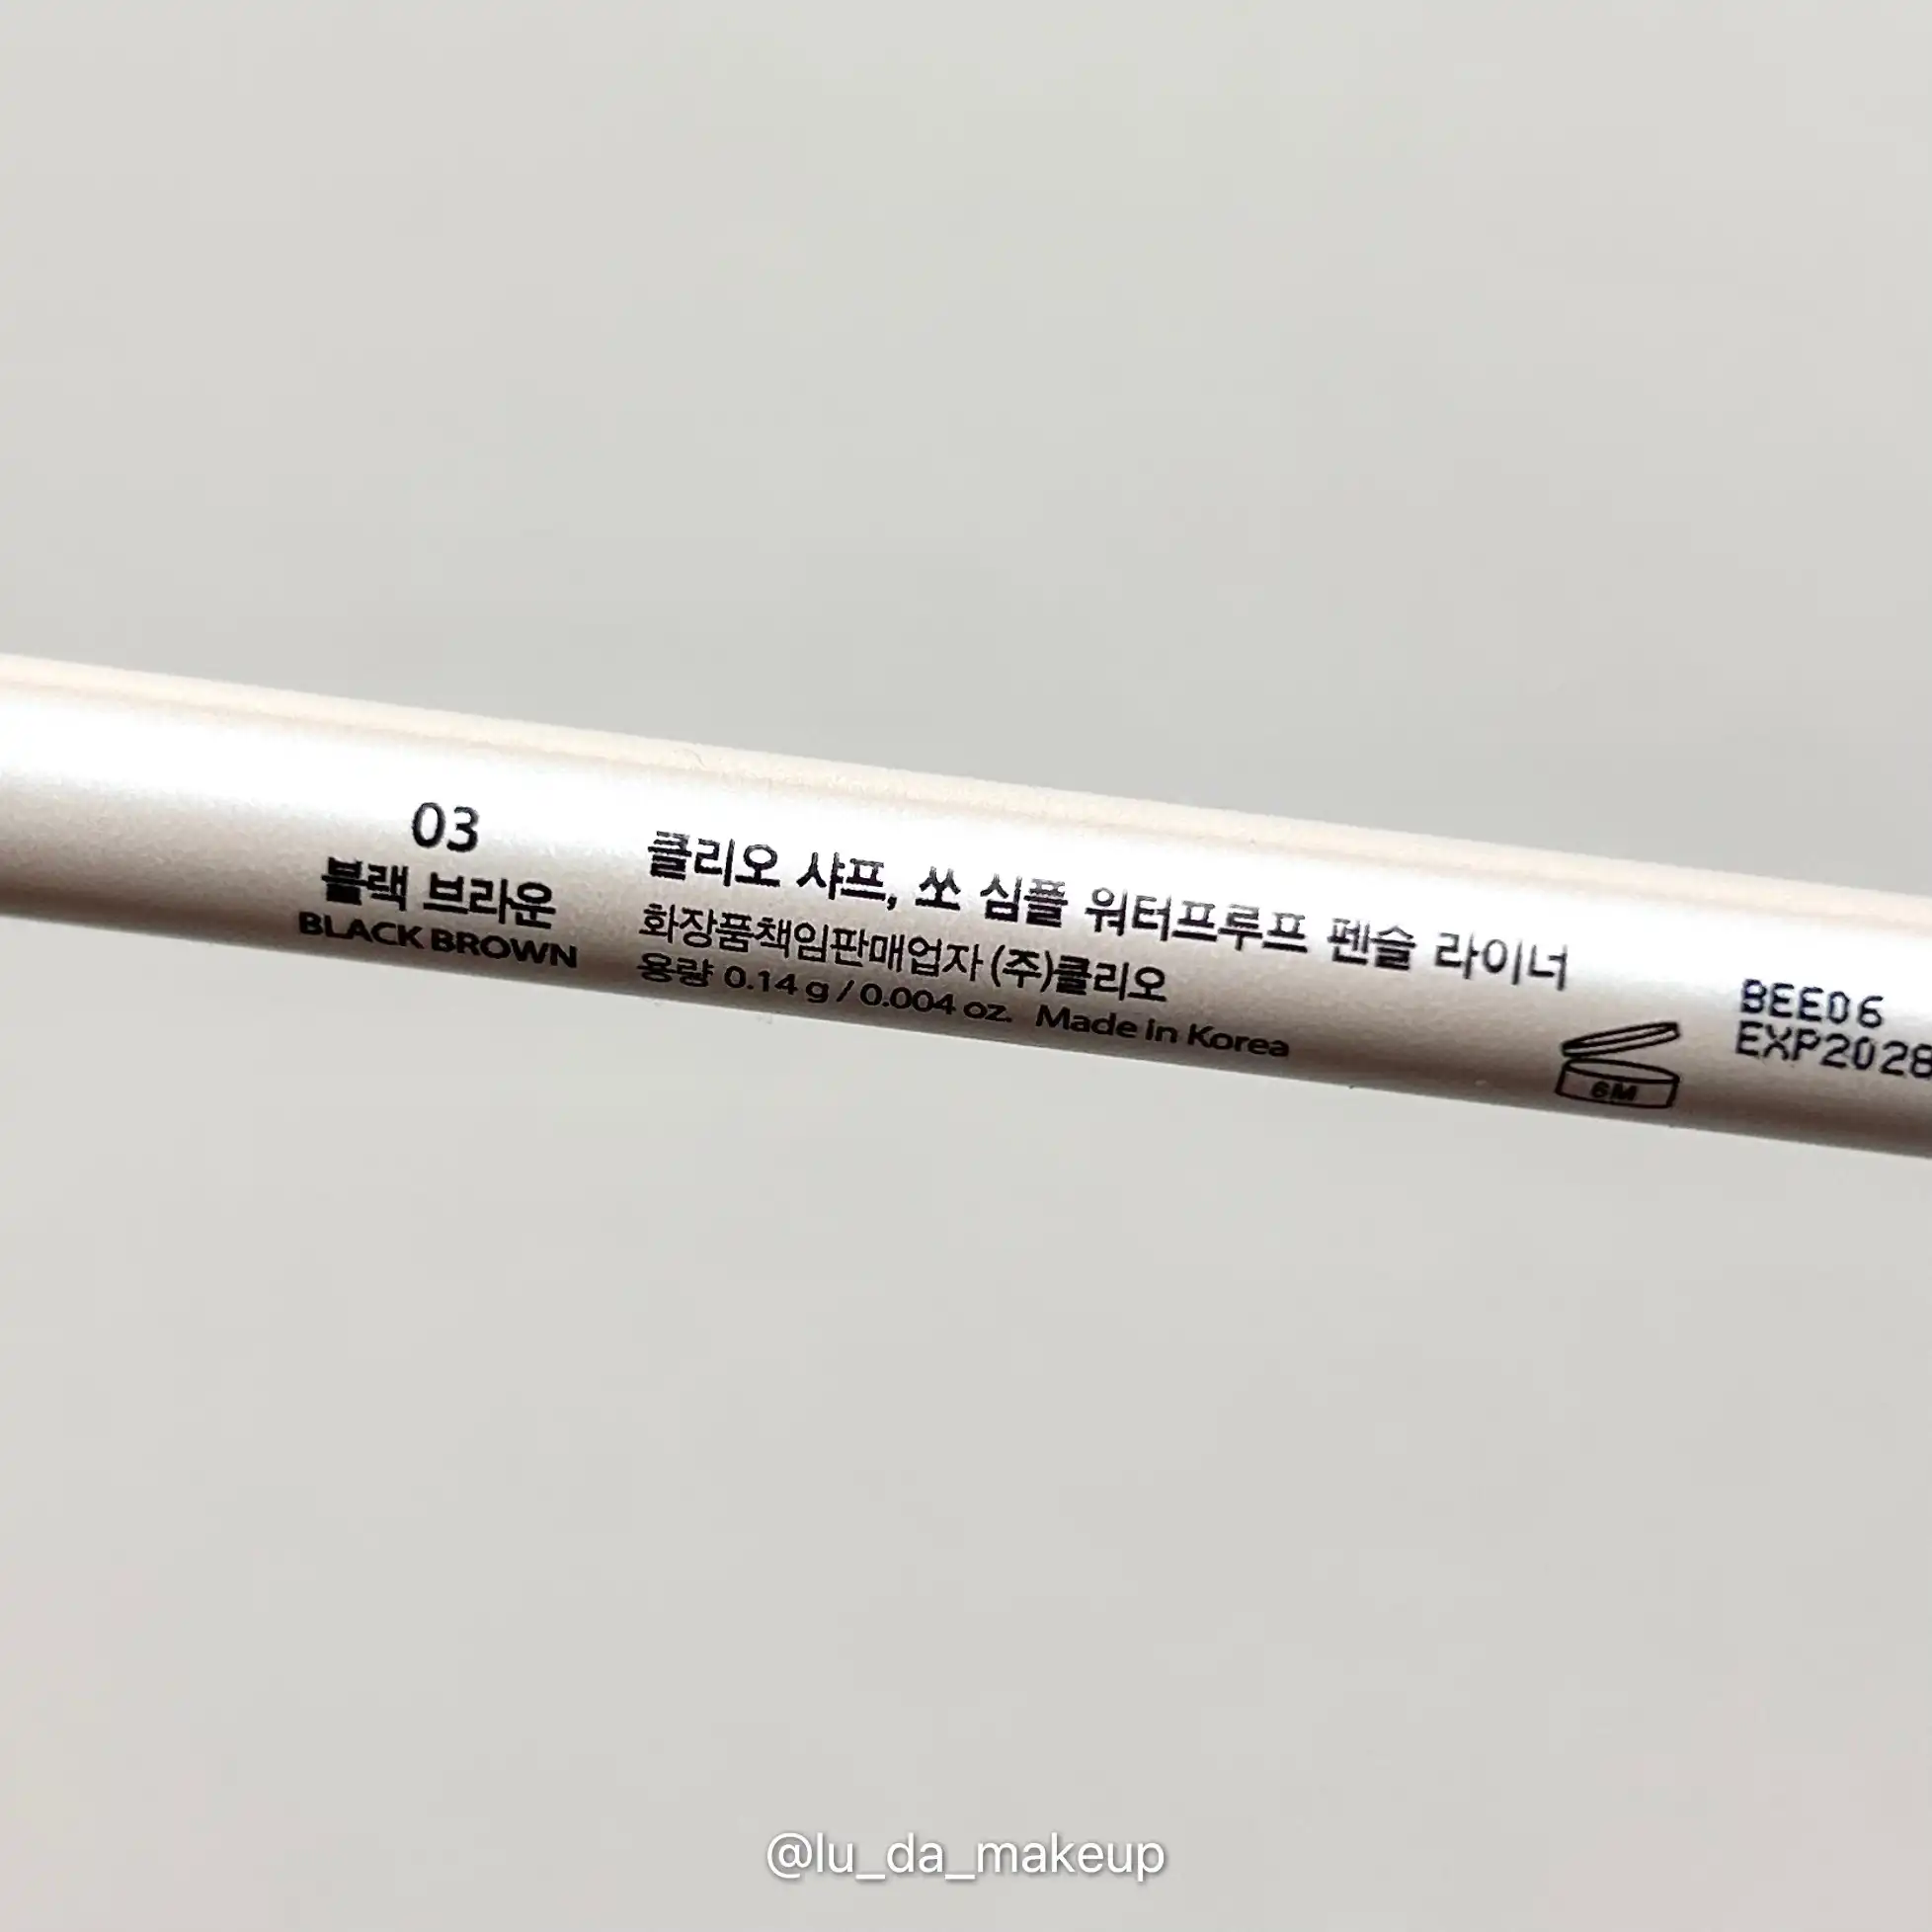 03
블랙 브라운
BLACK BROWN
클리오 샤프, 쏘 심플 워터프루프 펜슬 라이너
화장품책임판매업자 (주)클리오
용량 0.14 g / 0.004 oz. Made in Korea
6M
BEE06
EXP2028
@lu_da_makeup